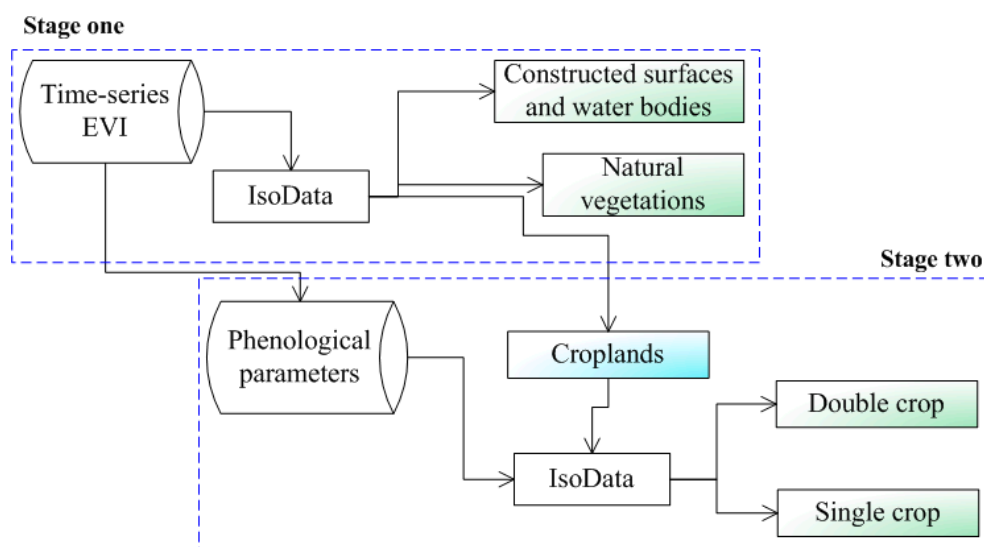 Stage one
Time-series
EVI
Constructed surfaces
and water bodies
IsoData
Natural
vegetations
Stage two
Phenological
parameters
Croplands
Double crop
IsoData
Single crop